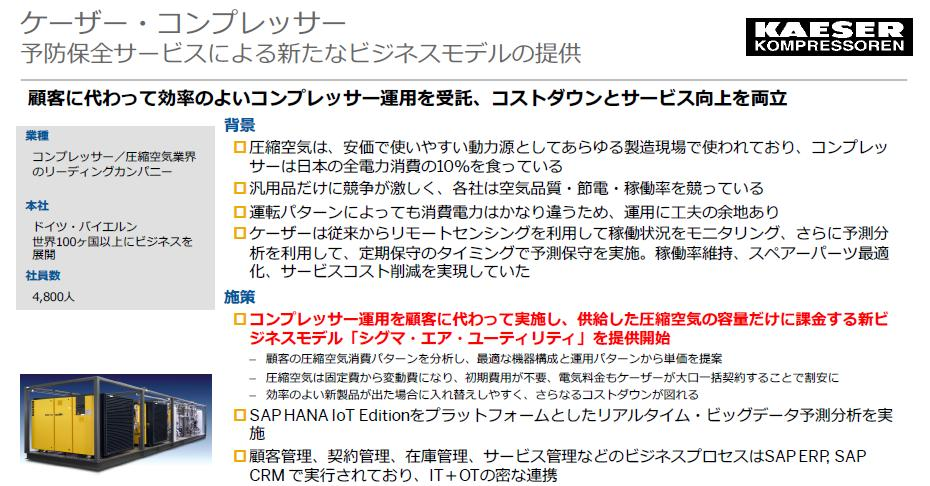 ケーザー・コンプレッサー
予防保全サービスによる新たなビジネスモデルの提供
KAESER
KOMPRESSOREN
顧客に代わって効率のよいコンプレッサー運用を受託、コストダウンとサービス向上を両立
業種
コンプレッサー／圧縮空気業界
のリーディングカンパニー
本社
ドイツ・バイエルン
世界100ヶ国以上にビジネスを
展開
社員数
4,800人
背景
圧縮空気は、安価で使いやすい動力源としてあらゆる製造現場で使われており、コンプレッ
サーは日本の全電力消費の10%を食っている
汎用品だけに競争が激しく、各社は空気品質・節電・稼働率を競っている
運転パターンによっても消費電力はかなり違うため、運用に工夫の余地あり
ケーザーは従来からリモートセンシングを利用して稼働状況をモニタリング、さらに予測分
析を利用して、定期保守のタイミングで予測保守を実施。稼働率維持、スペアーパーツ最適
化、サービスコスト削減を実現していた
施策
コンプレッサー運用を顧客に代わって実施し、供給した圧縮空気の容量だけに課金する新ビ
ジネスモデル「シグマ・エア・ユーティリティ」を提供開始
– 顧客の圧縮空気消費パターンを分析し、最適な機器構成と運用パターンから単価を提案
– 圧縮空気は固定費から変動費になり、初期費用が不要、電気料金もケーザーが大口一括契約することで割安に
– 効率のよい新製品が出た場合に入れ替えしやすく、さらなるコストダウンが図れる
SAP HANA IoT Editionをプラットフォームとしたリアルタイム・ビッグデータ予測分析を実
施
顧客管理、契約管理、在庫管理、サービス管理などのビジネスプロセスはSAP ERP, SAP
CRM で実行されており、IT＋OTの密な連携